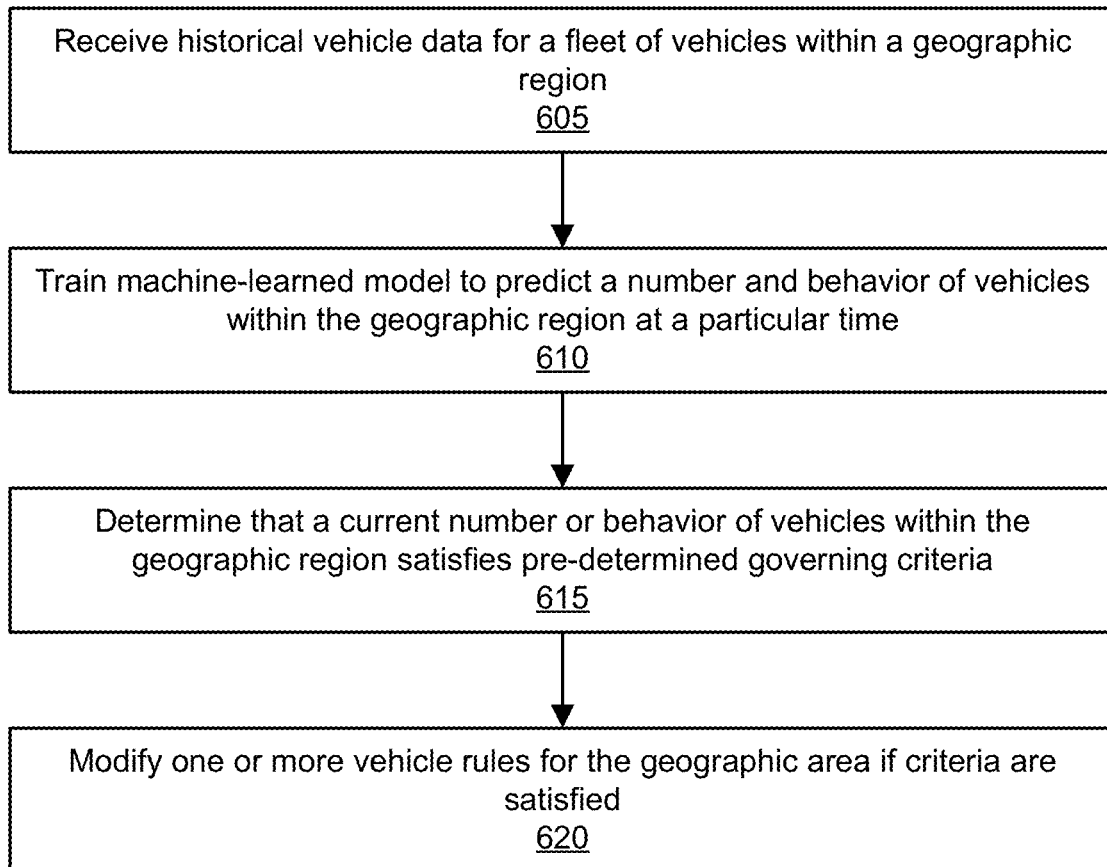 Receive historical vehicle data for a fleet of vehicles within a geographic
region
605
Train machine-learned model to predict a number and behavior of vehicles
within the geographic region at a particular time
610
Determine that a current number or behavior of vehicles within the
geographic region satisfies pre-determined governing criteria
615
Modify one or more vehicle rules for the geographic area if criteria are
satisfied
620